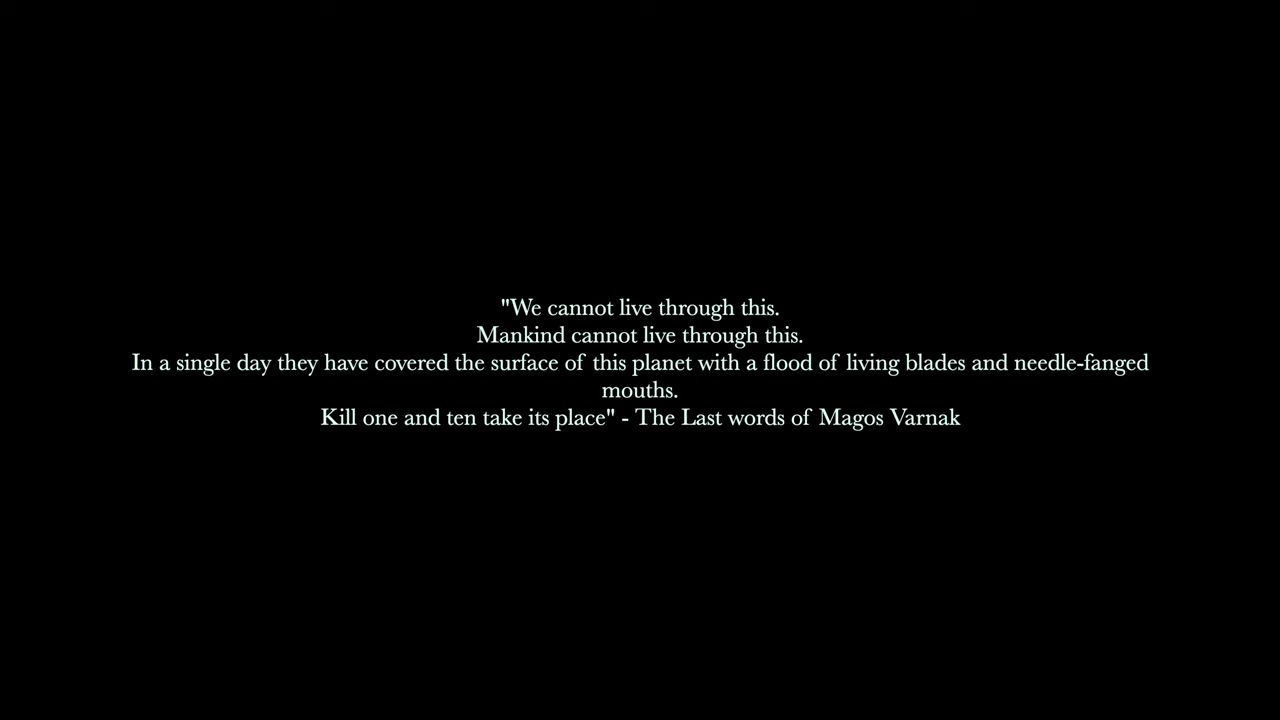 "We cannot live through this.
Mankind cannot live through this.
In a single day they have covered the surface of this planet with a flood of living blades and needle-fanged
mouths.
Kill one and ten take its place" - The Last words of Magos Varnak